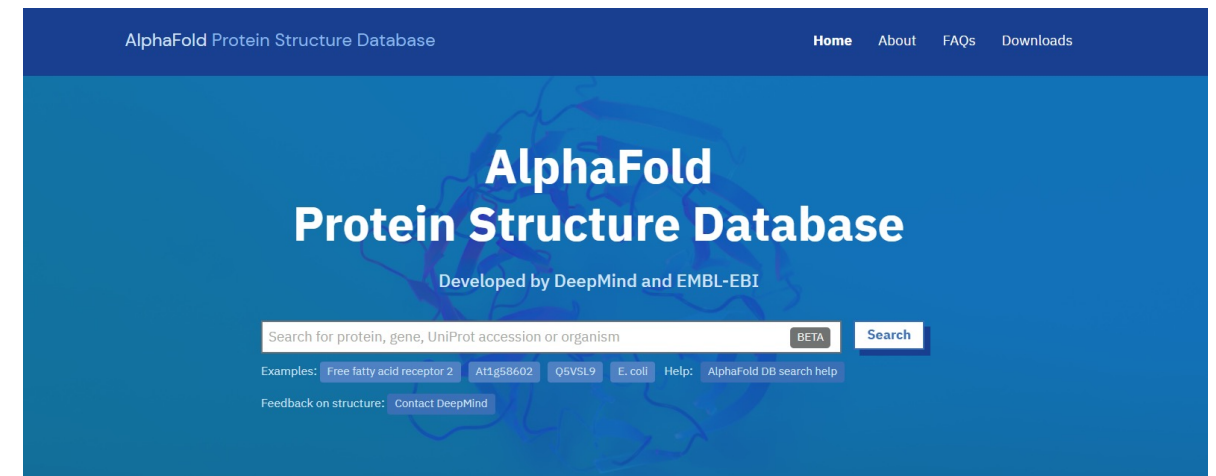 AlphaFold Protein Structure Database Home About FAQs Downloads
AlphaFold
Protein Structure Database
Developed by DeepMind and EMBL-EBI
Search for protein, gene, UniProt accession or organism BETA Search
Examples: Free fatty acid receptor 2 At1g58602 Q5VSL9 E. coli Help: AlphaFold DB search help
Feedback on structure: Contact DeepMind